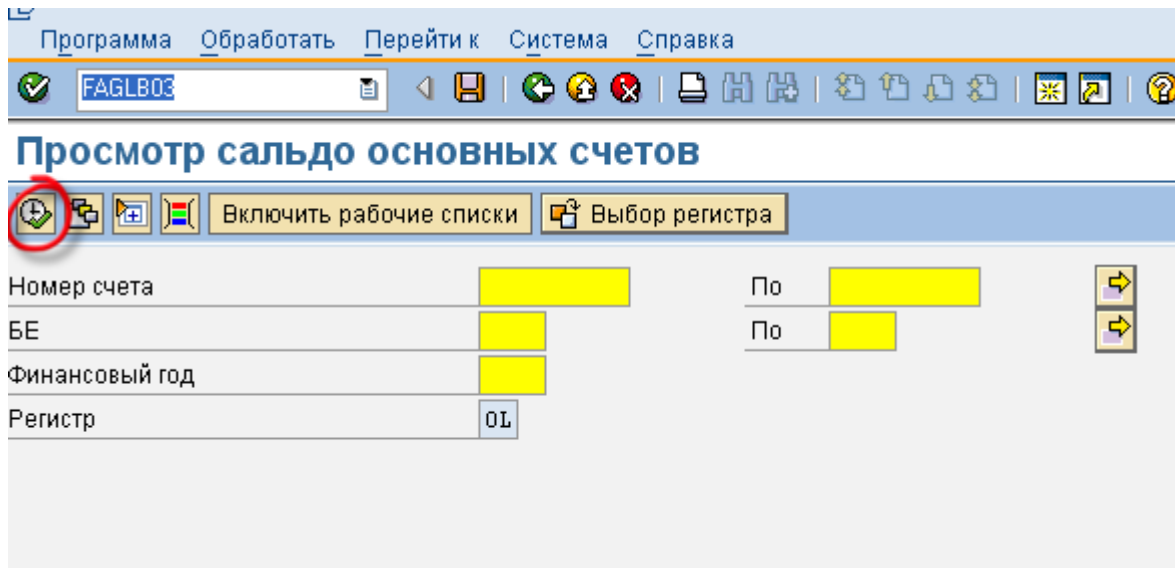 Программа Обработать Перейти к Система Справка
FAGLB03
Просмотр сальдо основных счетов
Включить рабочие списки Выбор регистра
Номер счета По
БЕ По
Финансовый год
Регистр 0L